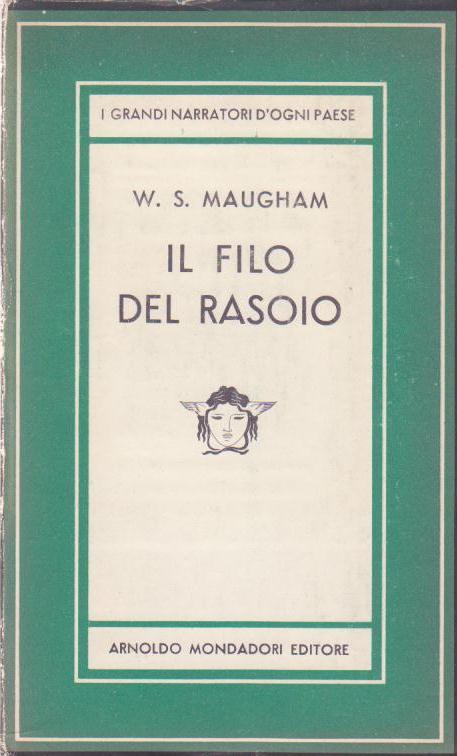 I GRANDI NARRATORI D'OGNI PAESE
W. S. MAUGHAM
IL FILO
DEL RASOIO
ARNOLDO MONDADORI EDITORE